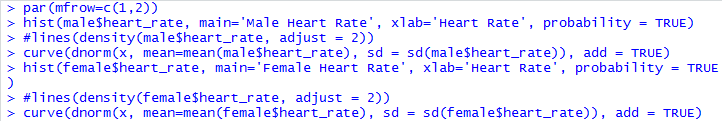 > par(mfrow=c(1,2))
> hist(male$heart_rate, main='Male Heart Rate', xlab='Heart Rate', probability = TRUE)
> #lines(density(male$heart_rate, adjust = 2))
> curve(dnorm(x, mean=mean(male$heart_rate), sd = sd(male$heart_rate)), add = TRUE)
> hist(female$heart_rate, main='Female Heart Rate', xlab='Heart Rate', probability = TRUE
)
> #lines(density(female$heart_rate, adjust = 2))
> curve(dnorm(x, mean=mean(female$heart_rate), sd = sd(female$heart_rate)), add = TRUE)